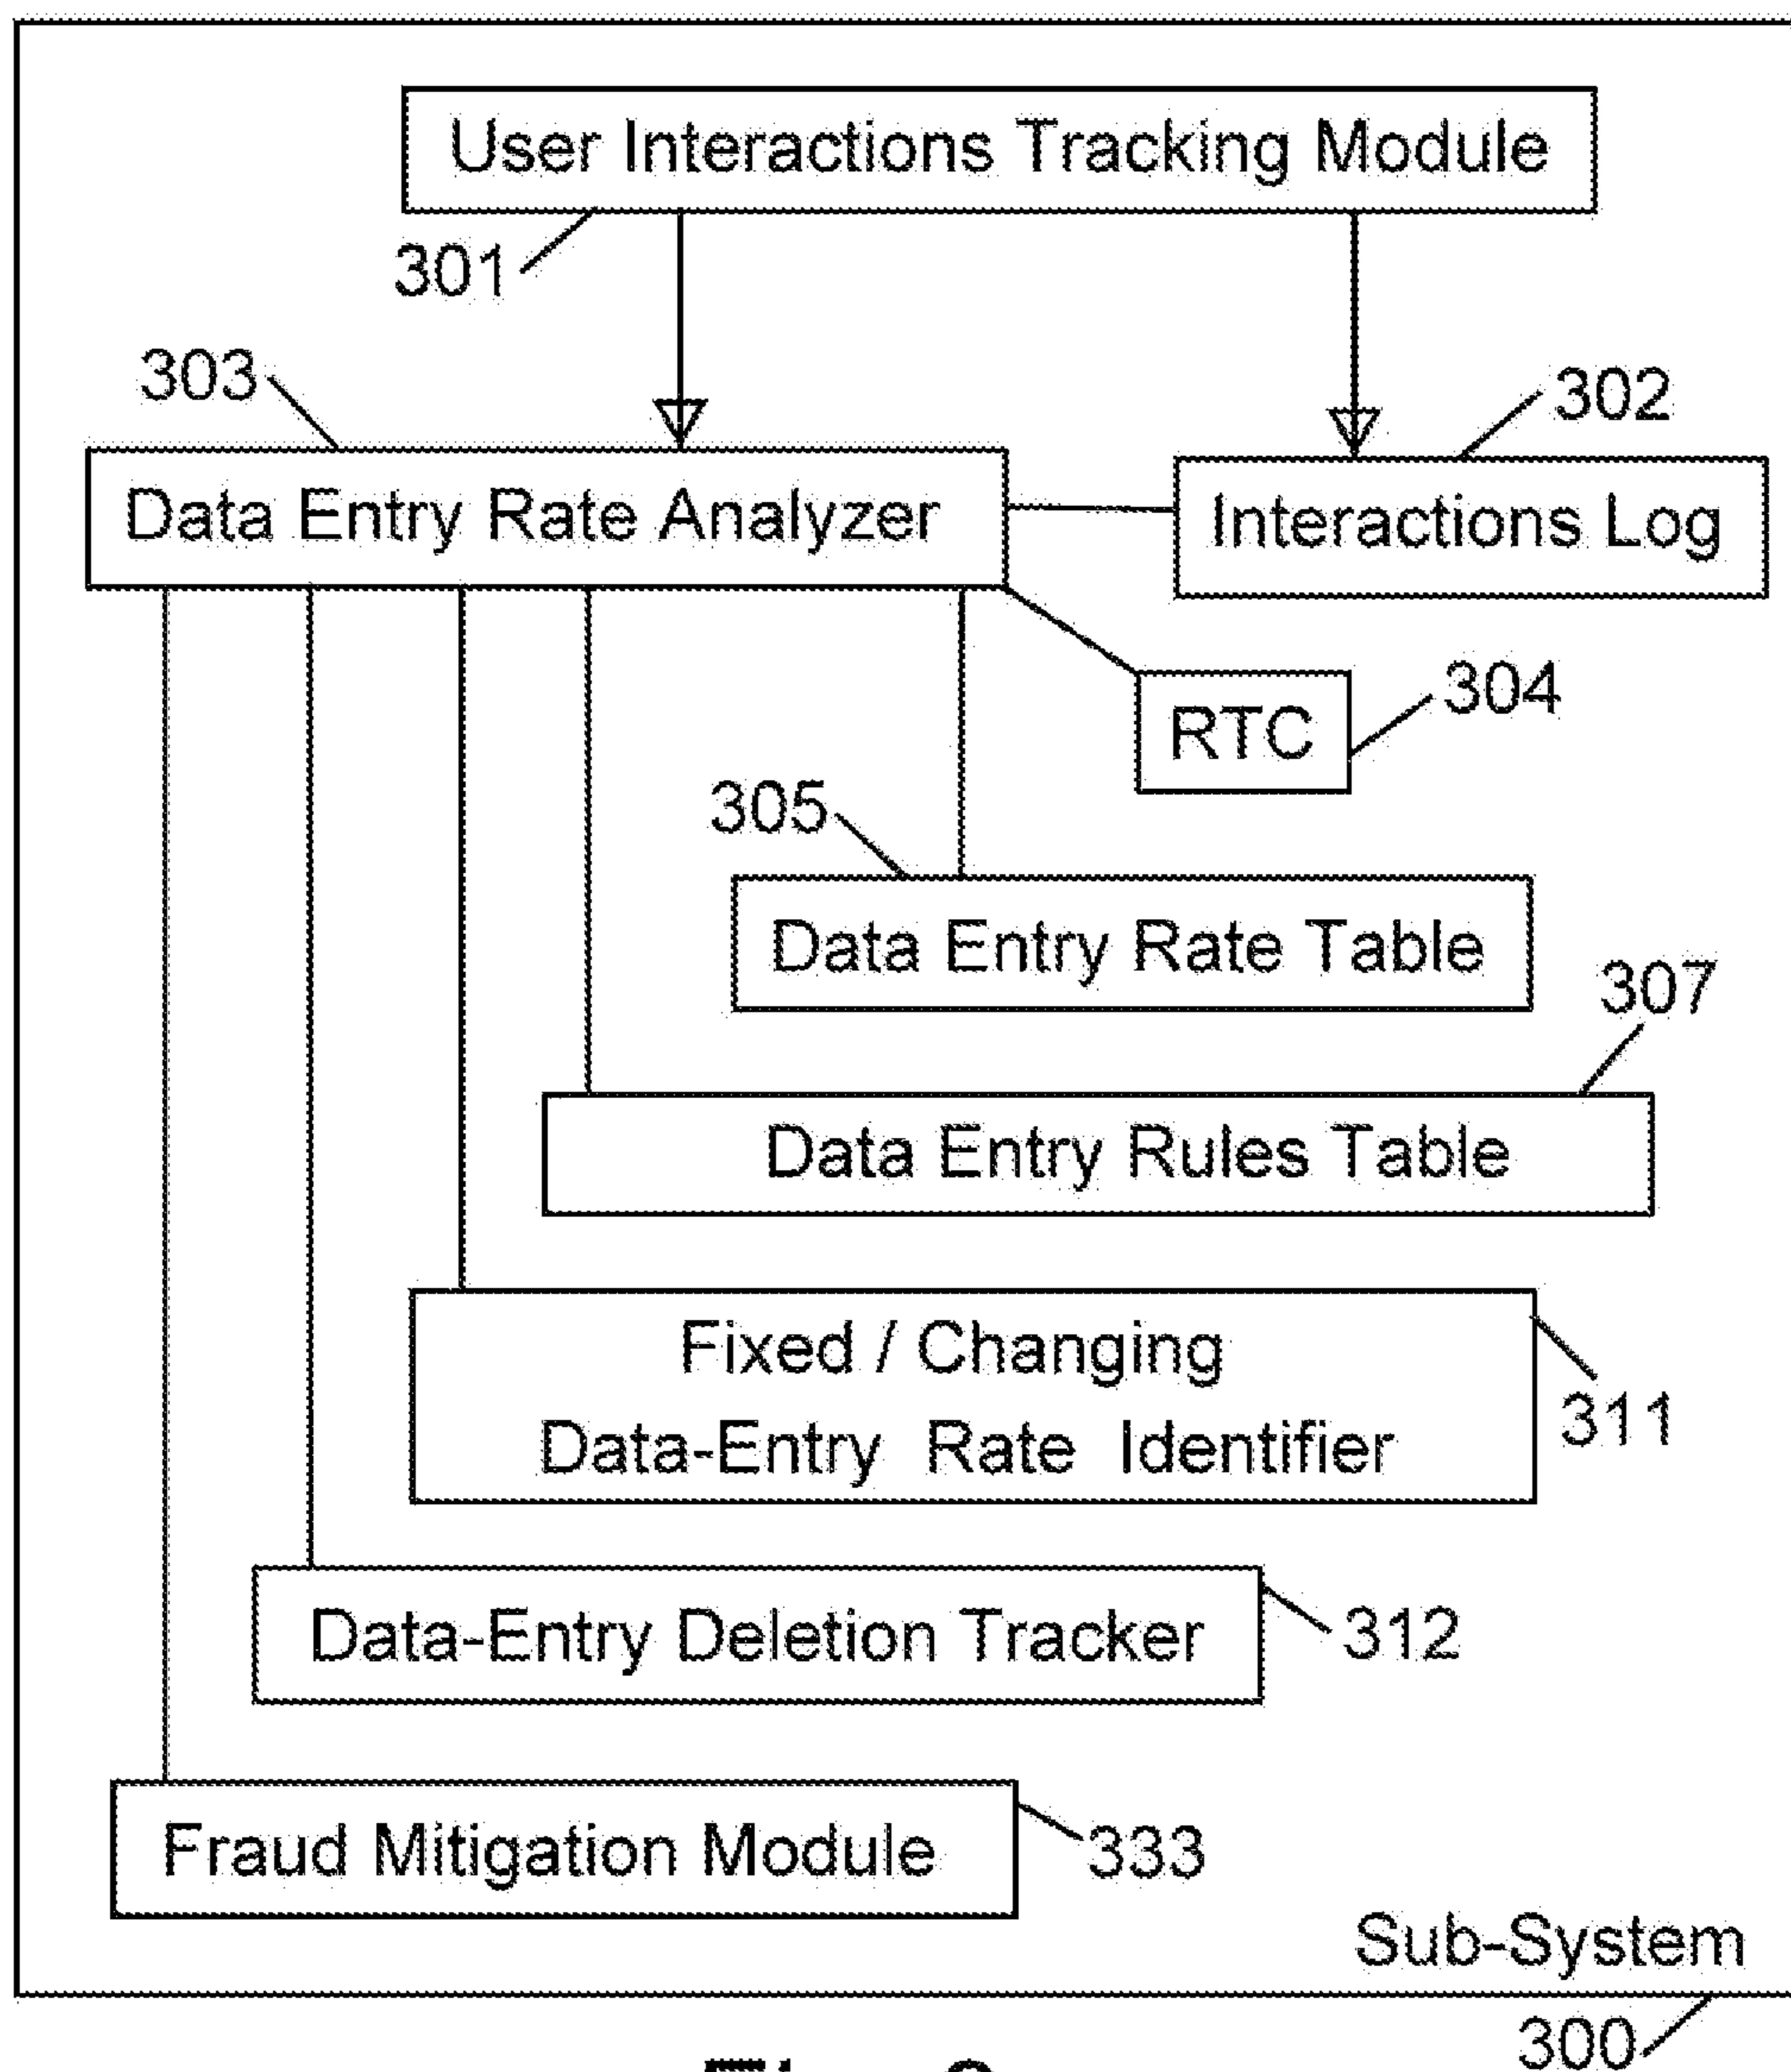 User Interactions Tracking Module
301
303
302
Data Entry Rate Analyzer
Interactions Log
304
RTC
305
Data Entry Rate Table
307
Data Entry Rules Table
Fixed / Changing
Data-Entry Rate Identifier
311
Data-Entry Deletion Tracker
312
Fraud Mitigation Module
333
Sub-System
300